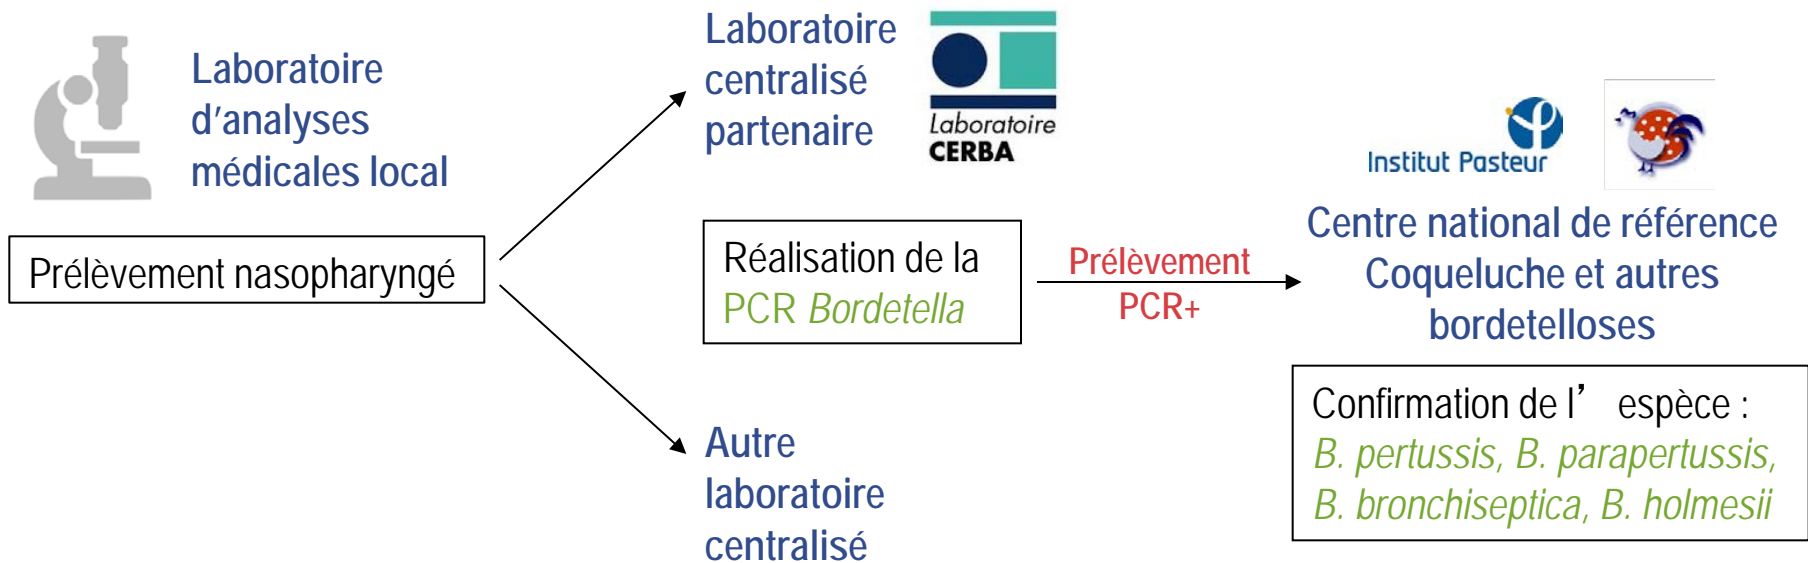 Laboratoire
d'analyses
médicales local
Prélèvement nasopharyngé
Laboratoire
centralisé
partenaire
Laboratoire
CERBA
Réalisation de la
PCR Bordetella
Autre
laboratoire
centralisé
Prélèvement
PCR+
Institut Pasteur
Centre national de référence
Coqueluche et autres
bordetelloses
Confirmation de l’ espèce :
B. pertussis, B. parapertussis,
B. bronchiseptica, B. holmesii